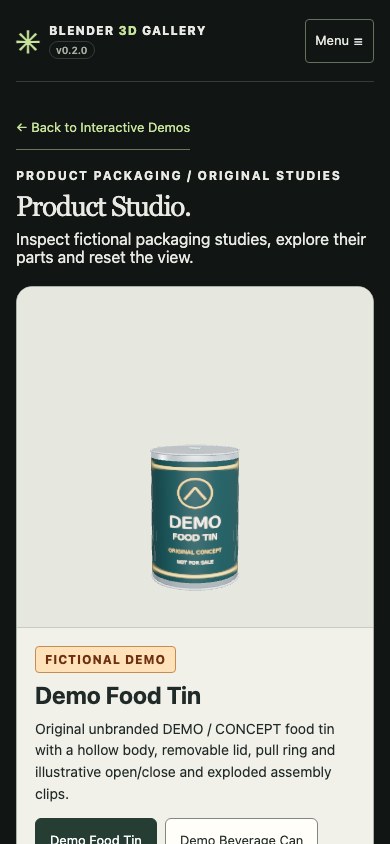 BLENDER 3D GALLERY
v0.2.0
Menu ≡
← Back to Interactive Demos
PRODUCT PACKAGING / ORIGINAL STUDIES
Product Studio.
Inspect fictional packaging studies, explore their
parts and reset the view.
DEMO
FOOD TIN
ORIGINAL CONCEPT
NOT FOR SALE
FICTIONAL DEMO
Demo Food Tin
Original unbranded DEMO / CONCEPT food tin
with a hollow body, removable lid, pull ring and
illustrative open/close and exploded assembly
clips.
Demo Food Tin
Demo Beverage Can